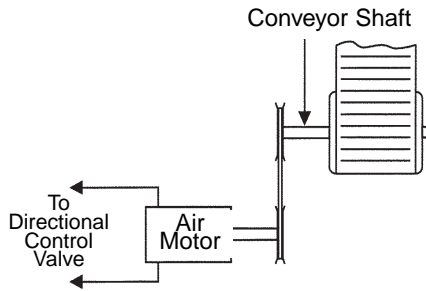 Conveyor Shaft
To
Directional
Control
Valve
Air
Motor